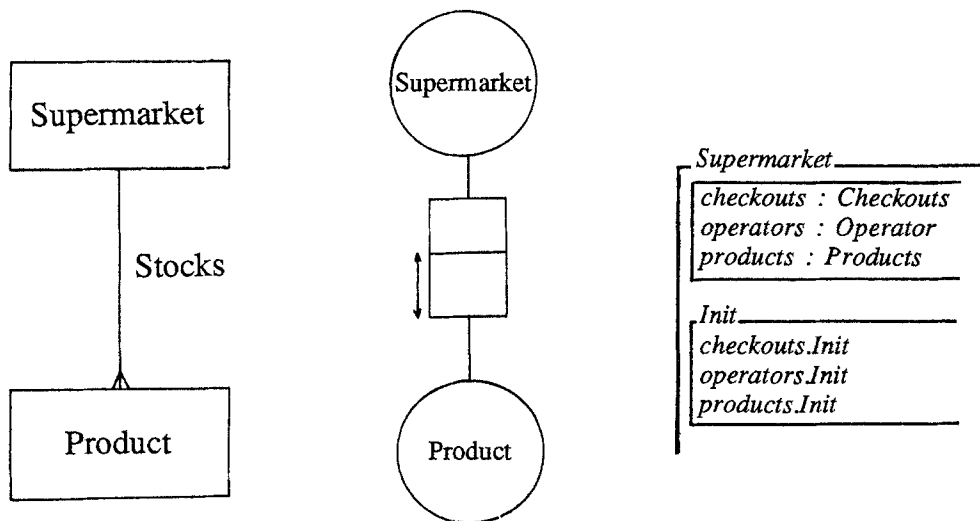 Supermarket
Stocks
Product
Supermarket
Product
Supermarket
checkouts : Checkouts
operators : Operator
products : Products
Init
checkouts.Init
operators.Init
products.Init